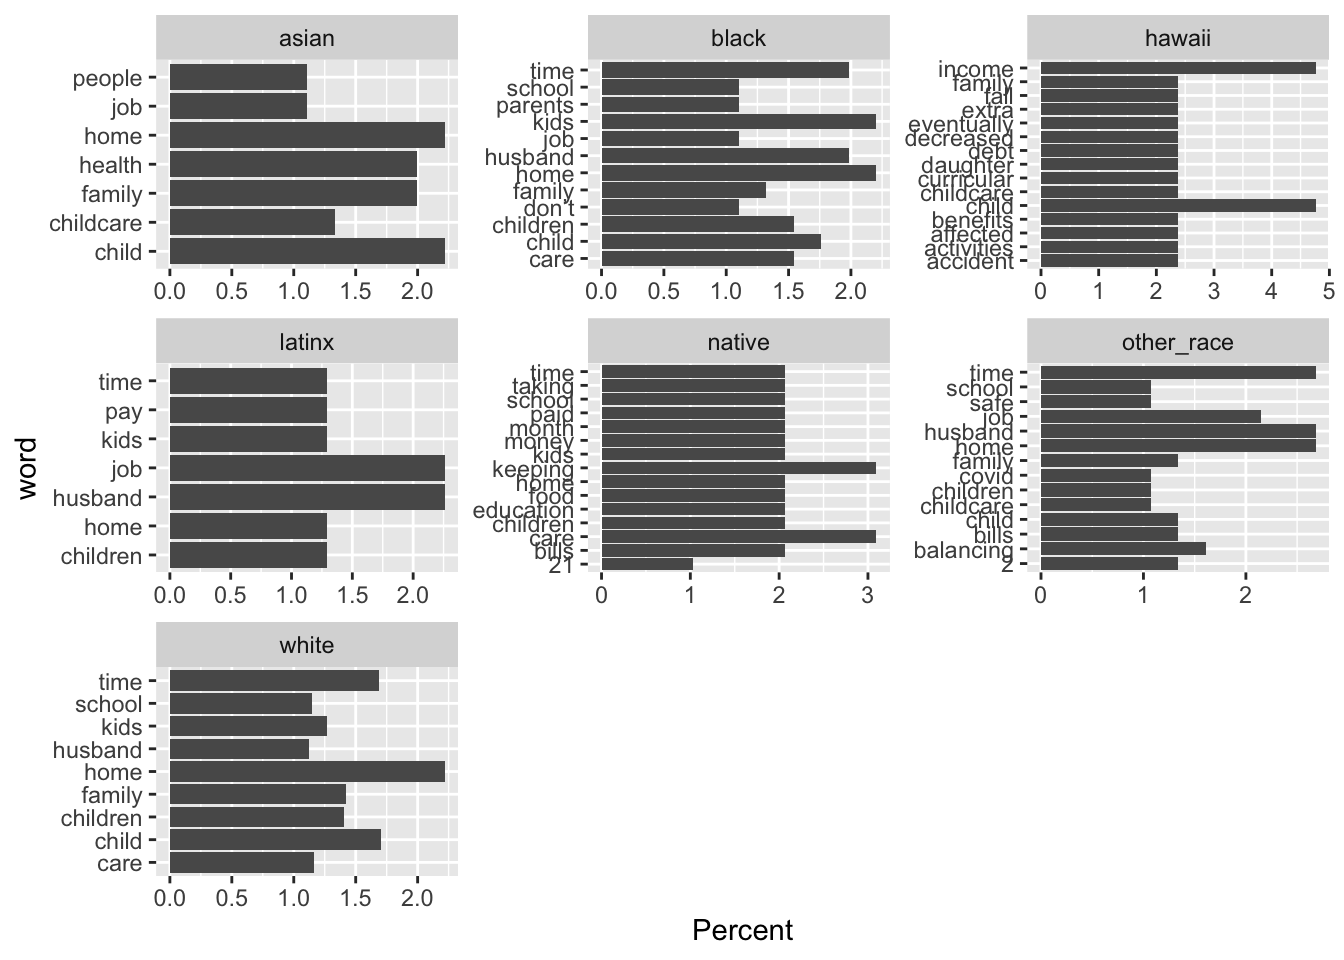 asian
people
job
home
health
family
childcare
child
0.0 0.5 1.0 1.5 2.0
black
time
school
parents
kids
job
husband
home
family
don't
children
child
care
0.0 0.5 1.0 1.5 2.0
hawaii
income
family
fall
extra
eventually
decreased
debt
daughter
curricular
childcare
child
benefits
affected
activities
accident
0 1 2 3 4 5
latinx
time
pay
kids
job
husband
home
children
0.0 0.5 1.0 1.5 2.0
native
time
taking
school
paid
month
money
kids
keeping
home
food
education
children
care
bills
21
0 1 2 3
other_race
time
school
safe
job
husband
home
family
covid
children
childcare
child
bills
balancing
2
0 1 2
white
time
school
kids
husband
home
family
children
child
care
0.0 0.5 1.0 1.5 2.0
word
Percent